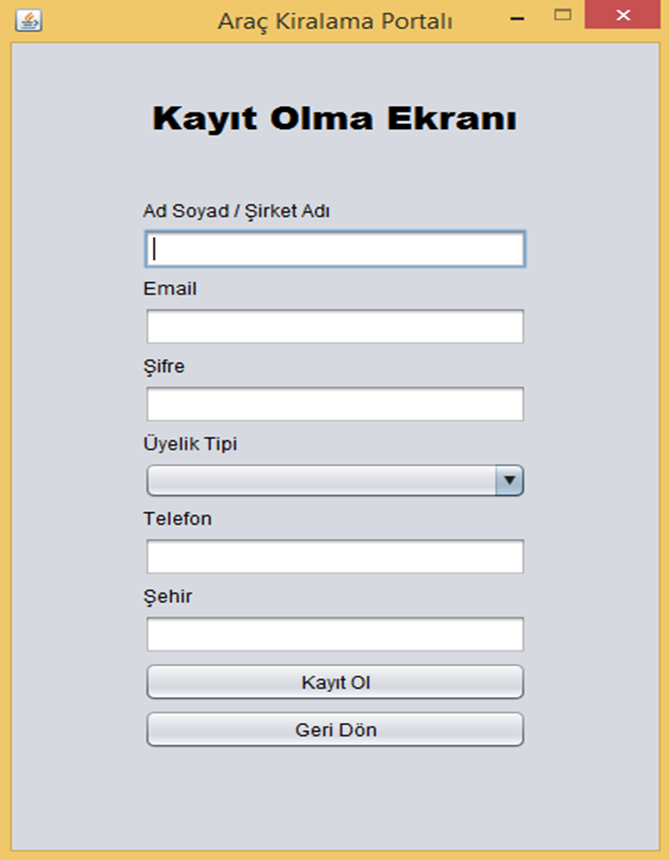 Araç Kiralama Portalı
Kayıt Olma Ekranı
Ad Soyad / Şirket Adı
Email
Şifre
Üyelik Tipi
Telefon
Şehir
Kayıt Ol
Geri Dön